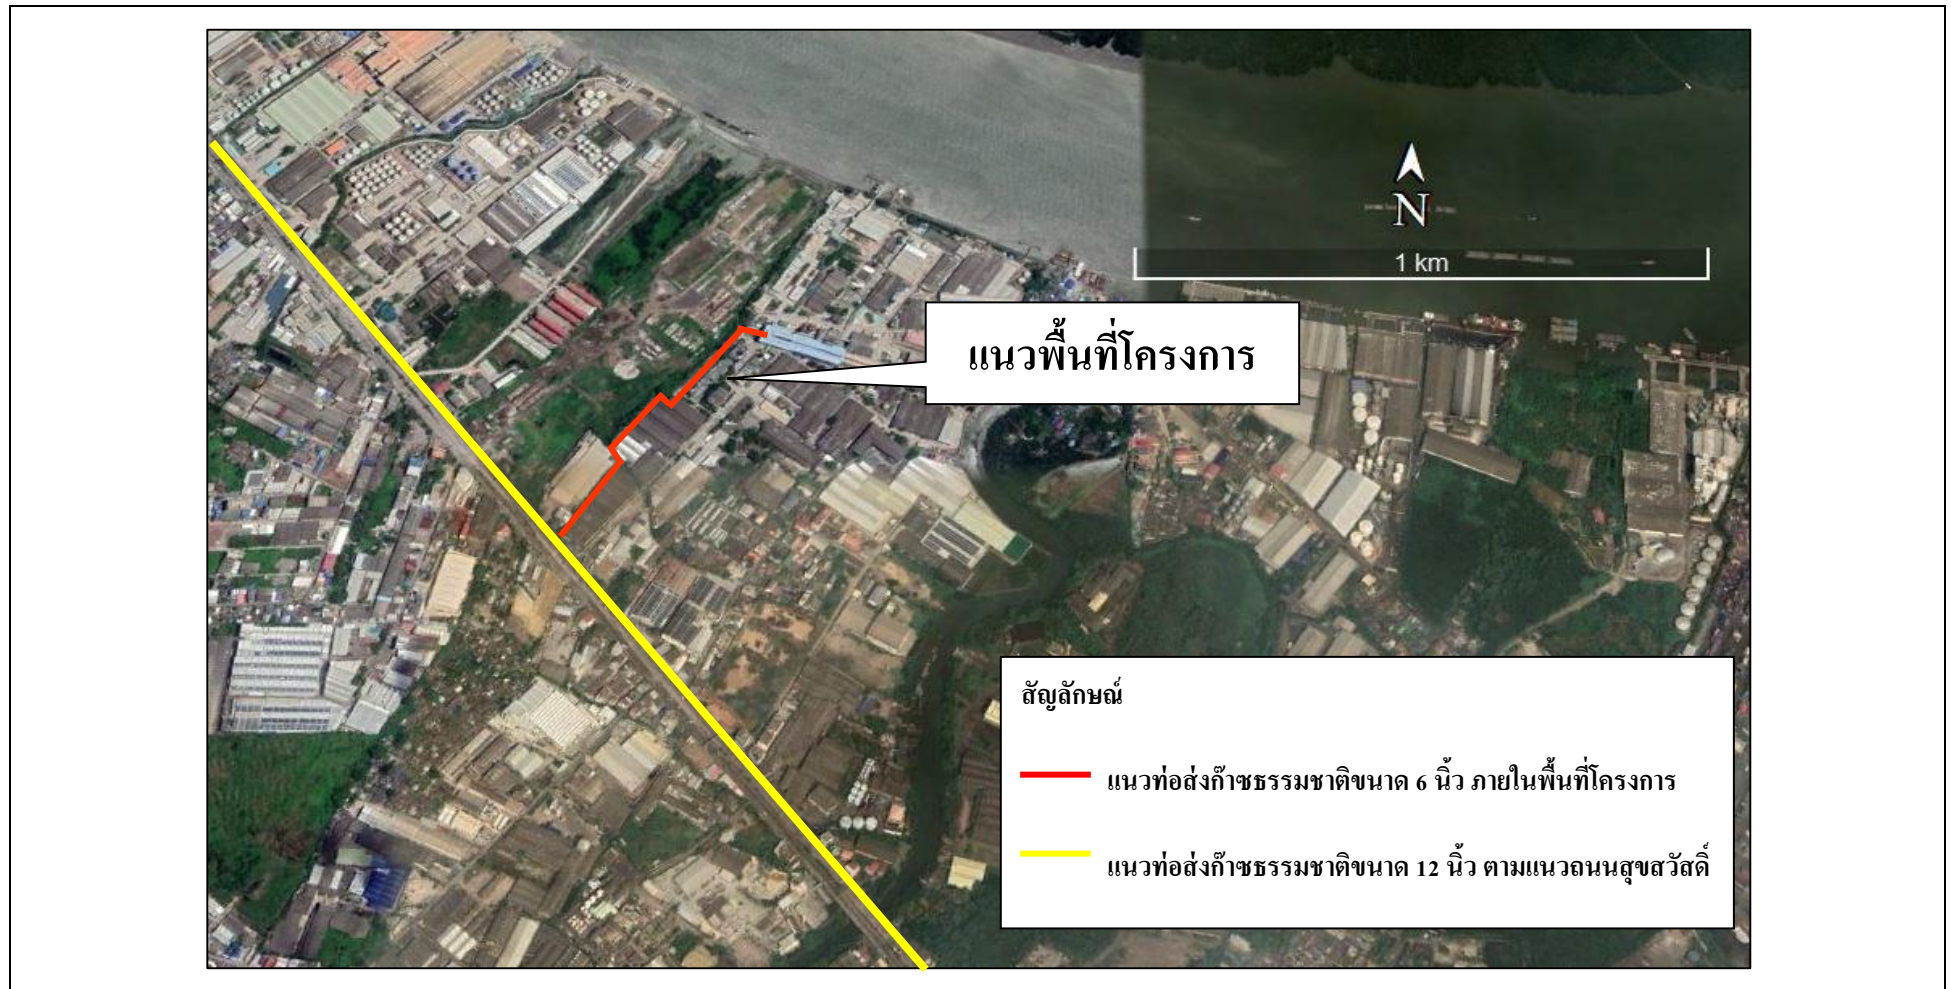 N
1 km
แนวพื้นที่โครงการ
สัญลักษณ์
แนวท่อส่งก๊าซธรรมชาติขนาด 6 นิ้ว ภายในพื้นที่โครงการ
แนวท่อส่งก๊าซธรรมชาติขนาด 12 นิ้ว ตามแนวถนนสุขสวัสดิ์